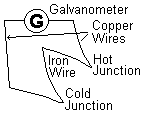 Galvanometer
G
Copper
Wires
Iron
Wire
Hot
Junction
Cold
Junction